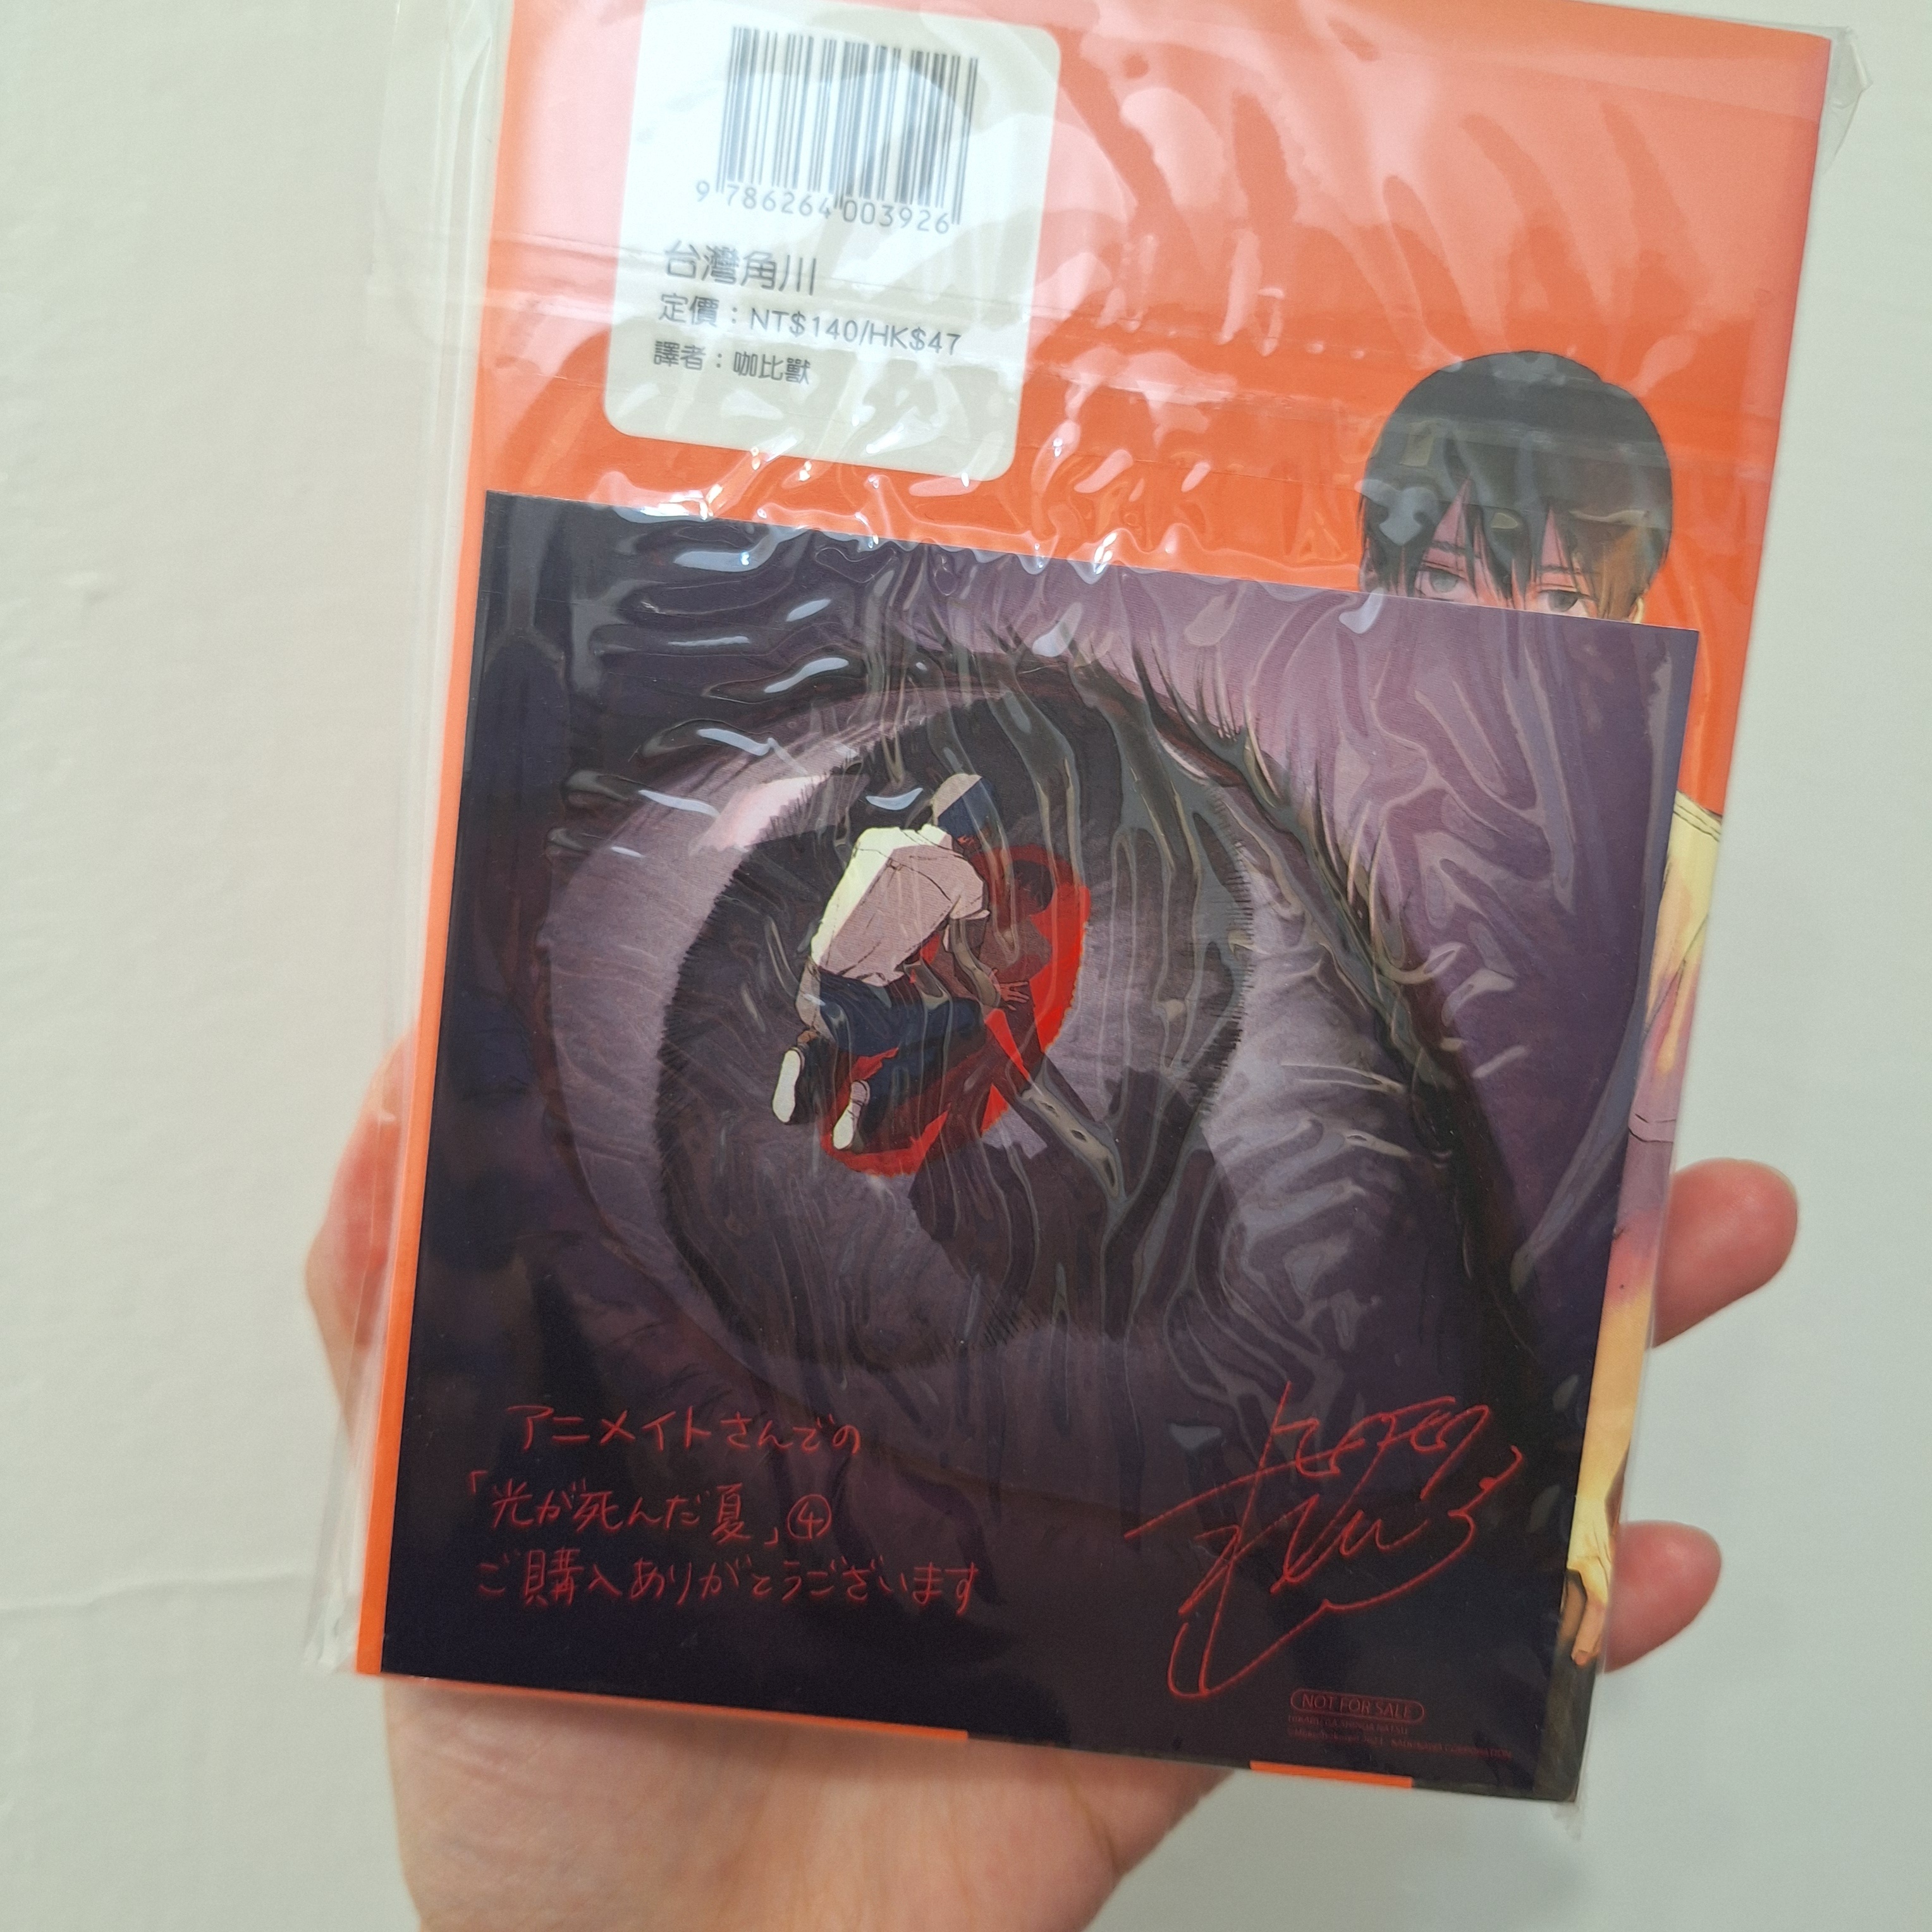 9 786264 003926
台灣角川
定價：NT$140/HK$47
譯者：咖比獸
アニメイトさんでの
「光が死んだ夏」④
ご購入ありがとうございます
NOT FOR SALE